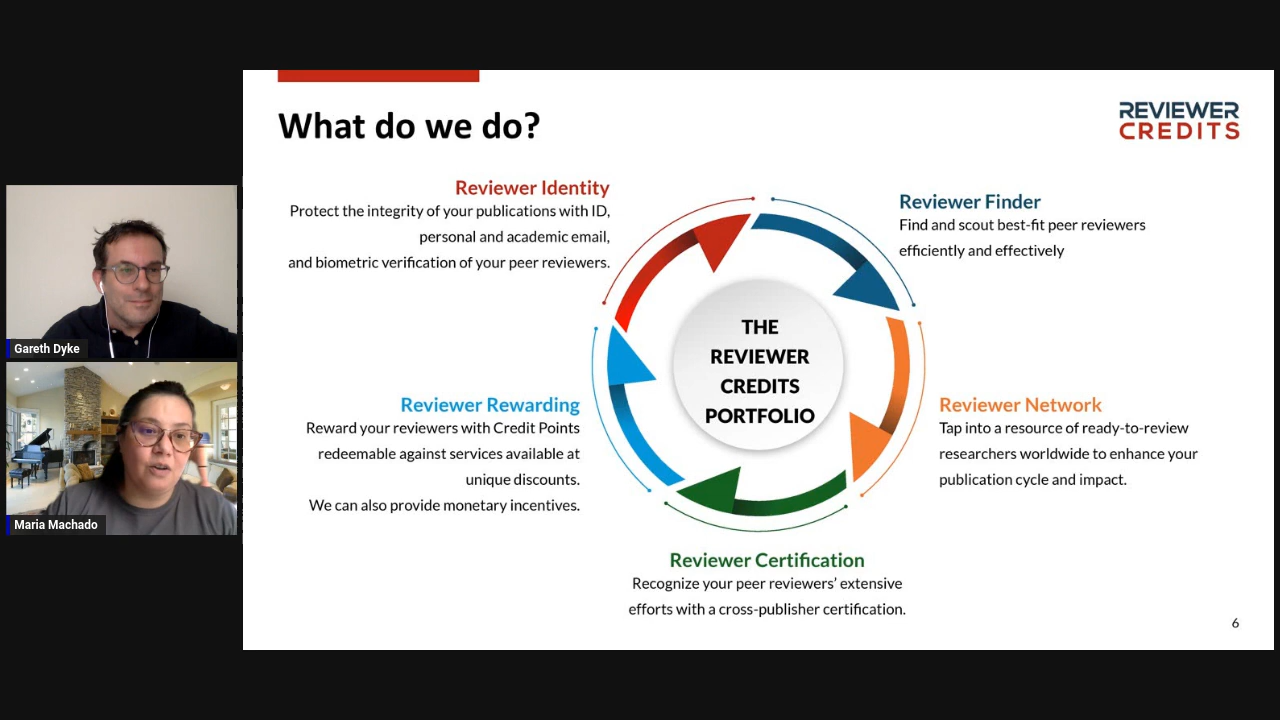 What do we do?
REVIEWER
CREDITS
Reviewer Identity
Protect the integrity of your publications with ID,
personal and academic email,
and biometric verification of your peer reviewers.
Reviewer Finder
Find and scout best-fit peer reviewers
efficiently and effectively
THE
REVIEWER
CREDITS
PORTFOLIO
Reviewer Rewarding
Reward your reviewers with Credit Points
redeemable against services available at
unique discounts.
We can also provide monetary incentives.
Reviewer Network
Tap into a resource of ready-to-review
researchers worldwide to enhance your
publication cycle and impact.
Reviewer Certification
Recognize your peer reviewers’ extensive
efforts with a cross-publisher certification.
6
Gareth Dyke
Maria Machado